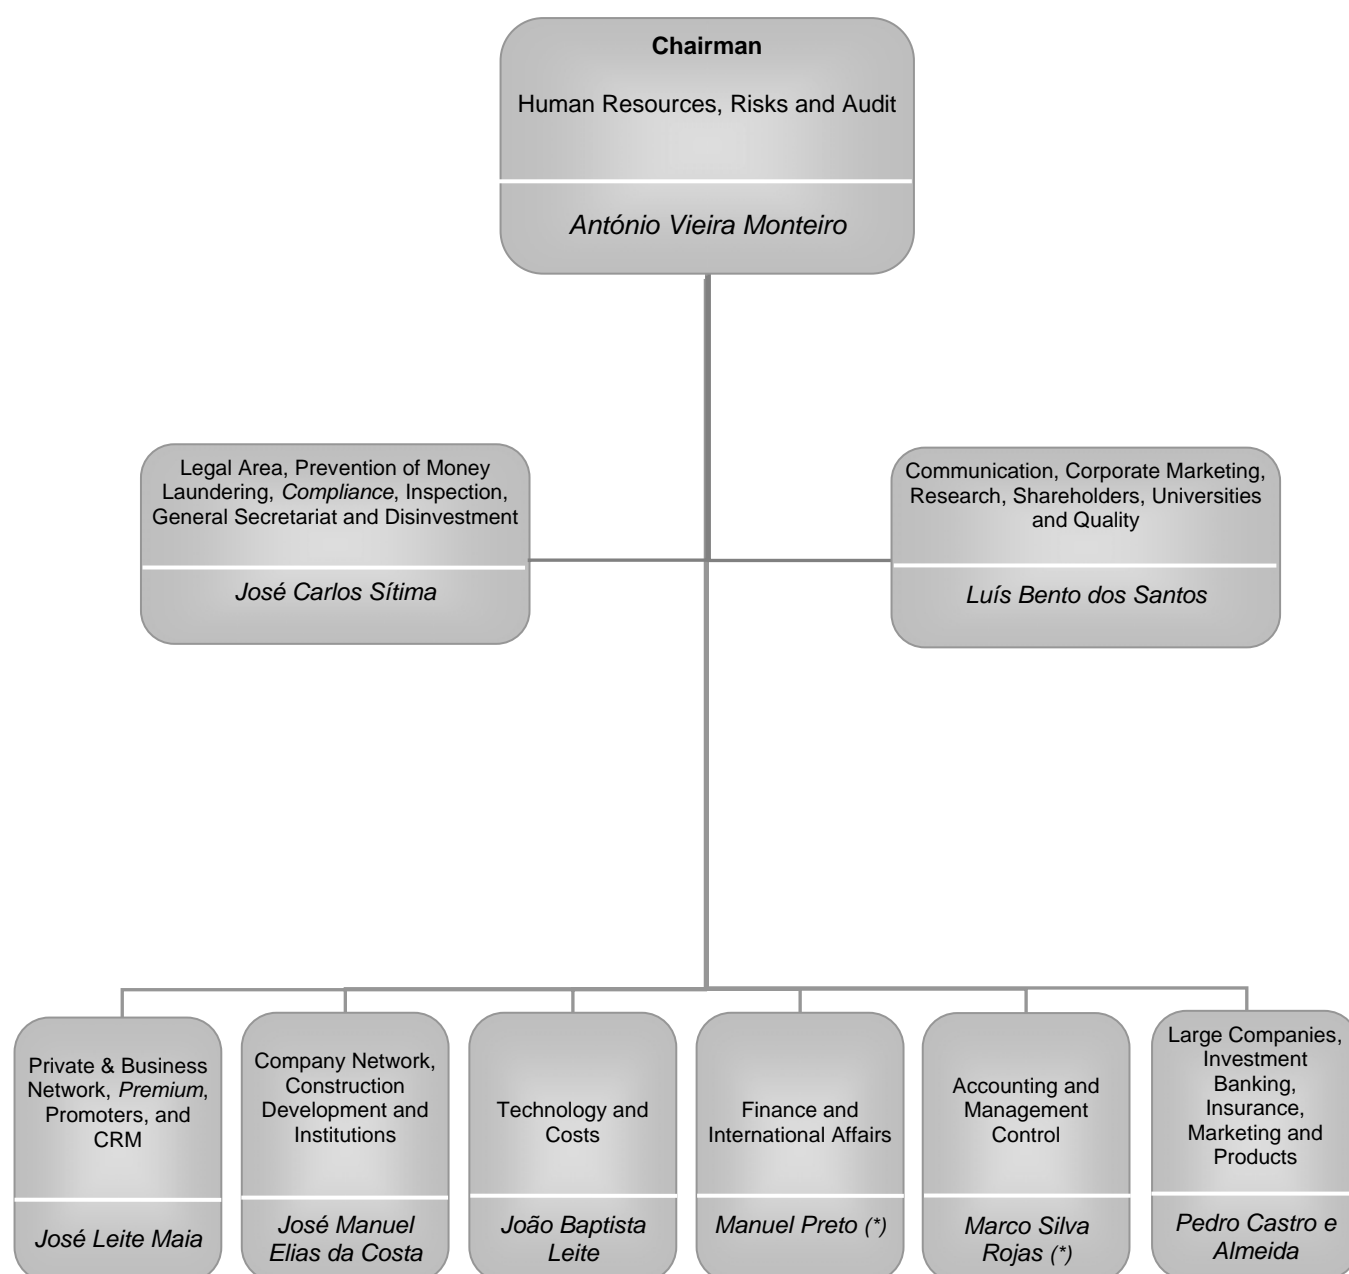 Chairman
Human Resources, Risks and Audit
António Vieira Monteiro
Legal Area, Prevention of Money
Laundering, Compliance, Inspection,
General Secretariat and Disinvestment
José Carlos Sítima
Communication, Corporate Marketing,
Research, Shareholders, Universities
and Quality
Luís Bento dos Santos
Private & Business
Network, Premium,
Promoters, and
CRM
José Leite Maia
Company Network,
Construction
Development and
Institutions
José Manuel
Elias da Costa
Technology and
Costs
João Baptista
Leite
Finance and
International Affairs
Manuel Preto (*)
Accounting and
Management
Control
Marco Silva
Rojas (*)
Large Companies,
Investment
Banking,
Insurance,
Marketing and
Products
Pedro Castro e
Almeida